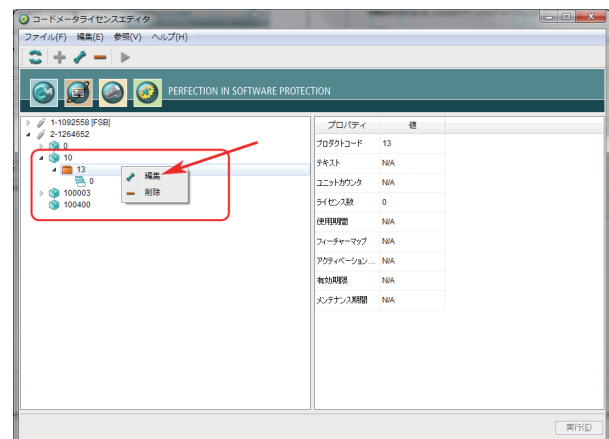 コードメータライセンスエディタ
ファイル(F) 編集(E) 参照(V) ヘルプ(H)
PERFECTION IN SOFTWARE PROTECTION
1-1092558 [FSB]
2-1264652
0
10
13
0
100003
100400
編集
削除
プロパティ 値
プロダクトコード 13
テキスト N/A
ユニットカウンタ N/A
ライセンス数 0
使用期間 N/A
フィーチャーマップ N/A
アクティベーション... N/A
有効期限 N/A
メンテナンス期間 N/A
実行(E)